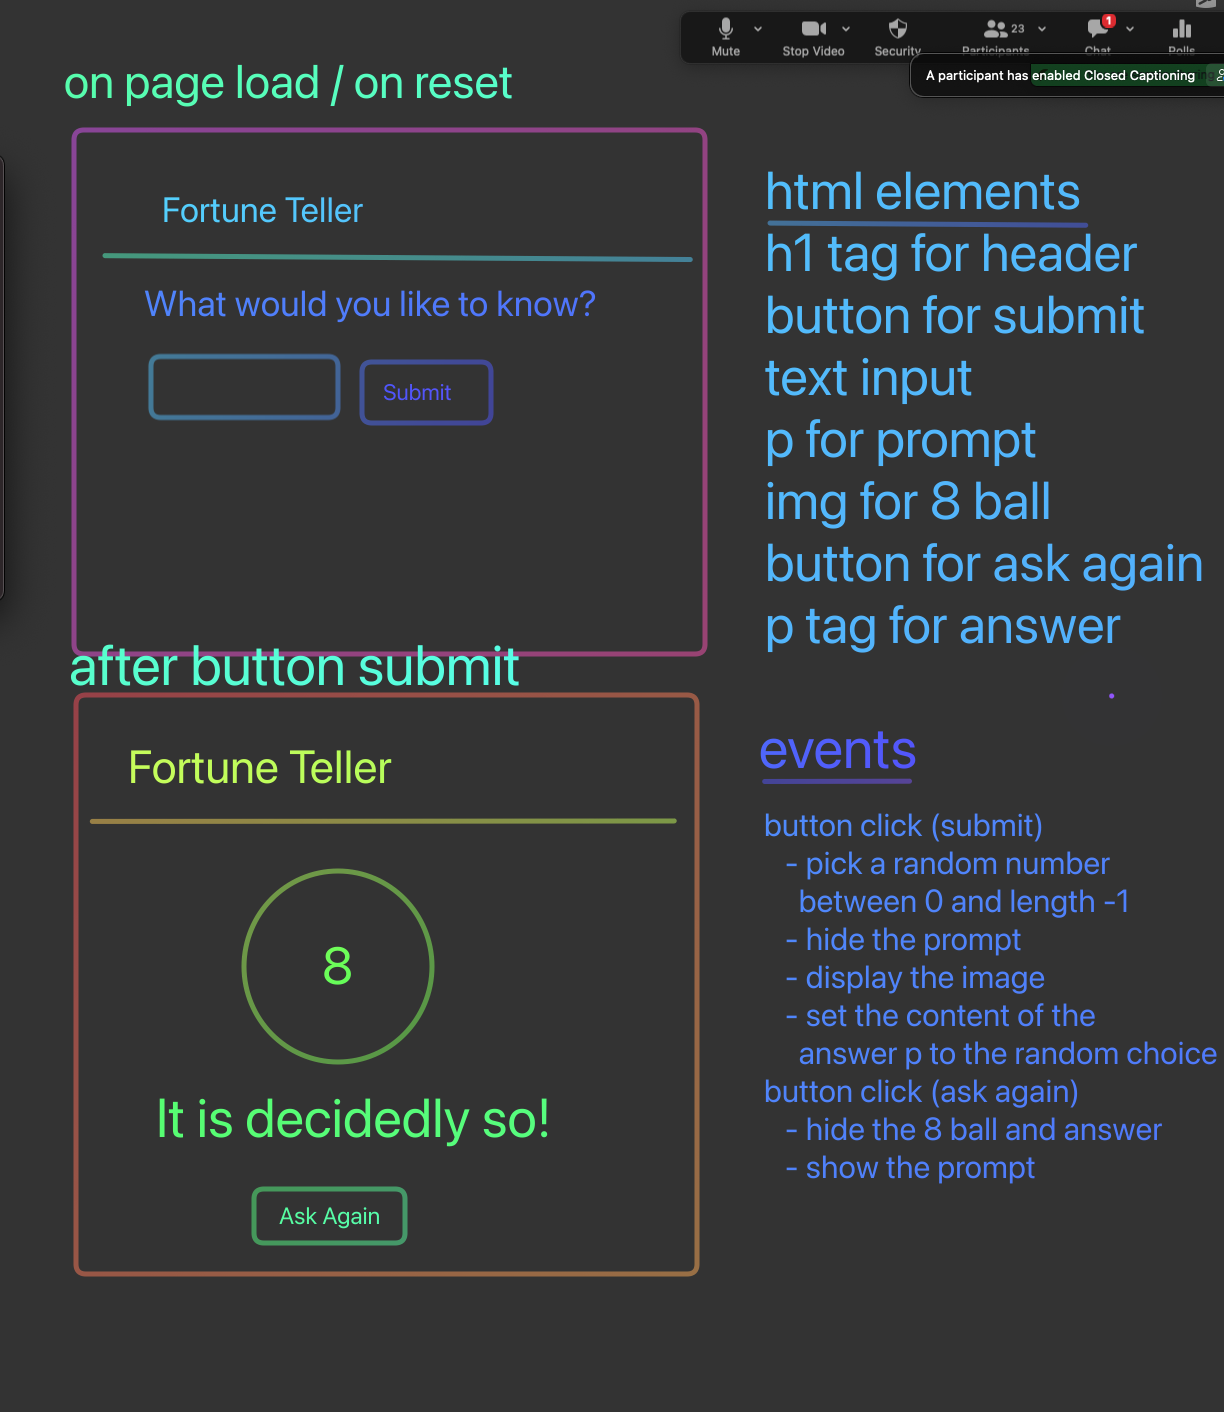 Mute
Stop Video
Security
23
Participants
1
Chat
Polls
A participant has enabled Closed Captioning
on page load / on reset
Fortune Teller
What would you like to know?
Submit
after button submit
Fortune Teller
8
It is decidedly so!
Ask Again
html elements
h1 tag for header
button for submit
text input
p for prompt
img for 8 ball
button for ask again
p tag for answer
events
button click (submit)
- pick a random number
between 0 and length -1
- hide the prompt
- display the image
- set the content of the
answer p to the random choice
button click (ask again)
- hide the 8 ball and answer
- show the prompt